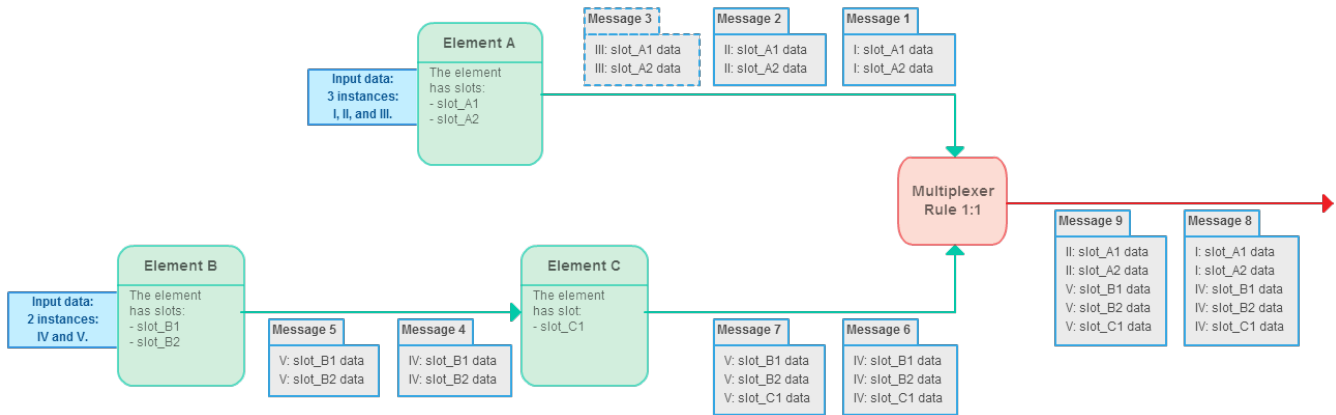 Message 3
III: slot_A1 data
III: slot_A2 data
Message 2
II: slot_A1 data
II: slot_A2 data
Message 1
I: slot_A1 data
I: slot_A2 data
Element A
The element
has slots:
- slot_A1
- slot_A2
Input data:
3 instances:
I, II, and III.
Multiplexer
Rule 1:1
Message 9
II: slot_A1 data
II: slot_A2 data
V: slot_B1 data
V: slot_B2 data
V: slot_C1 data
Message 8
I: slot_A1 data
I: slot_A2 data
IV: slot_B1 data
IV: slot_B2 data
IV: slot_C1 data
Element B
The element
has slots:
- slot_B1
- slot_B2
Input data:
2 instances:
IV and V.
Message 5
V: slot_B1 data
V: slot_B2 data
Message 4
IV: slot_B1 data
IV: slot_B2 data
Element C
The element
has slot:
- slot_C1
Message 7
V: slot_B1 data
V: slot_B2 data
V: slot_C1 data
Message 6
IV: slot_B1 data
IV: slot_B2 data
IV: slot_C1 data